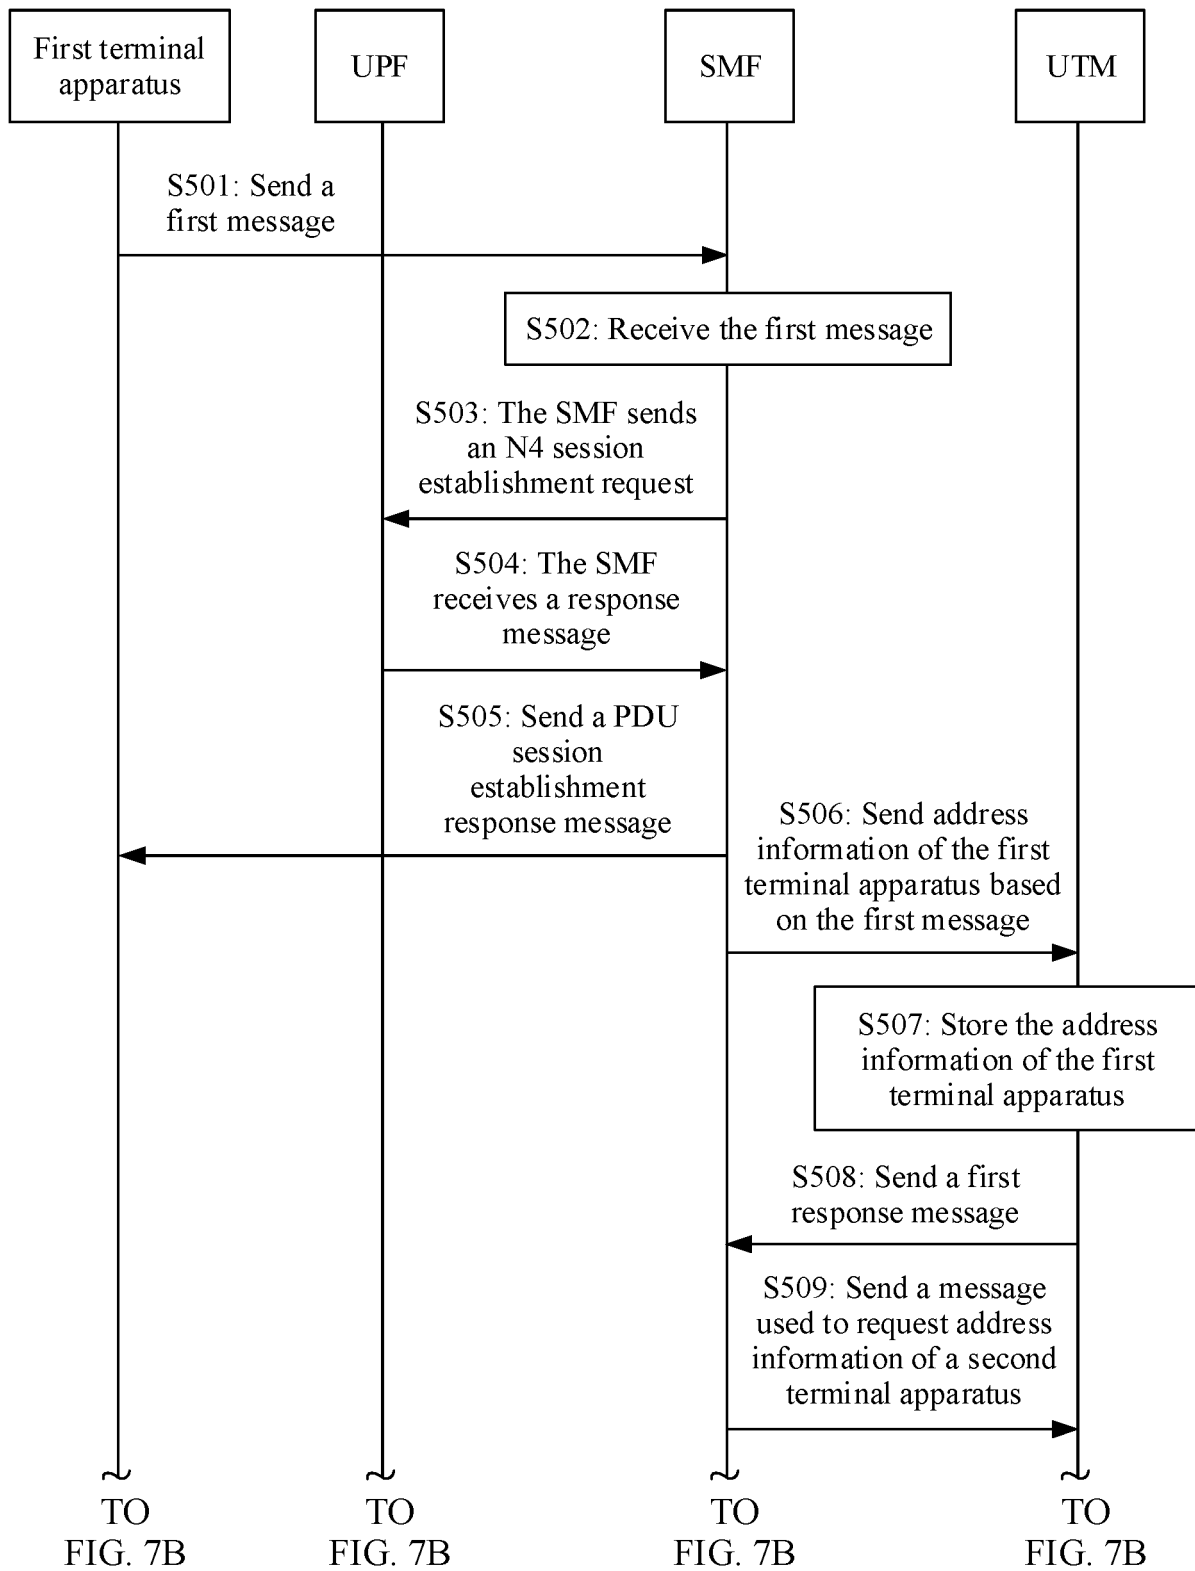 First terminal
apparatus
UPF
SMF
UTM
S501: Send a
first message
S502: Receive the first message
S503: The SMF sends
an N4 session
establishment request
S504: The SMF
receives a response
message
S505: Send a PDU
session
establishment
response message
S506: Send address
information of the first
terminal apparatus based
on the first message
S507: Store the address
information of the first
terminal apparatus
S508: Send a first
response message
S509: Send a message
used to request address
information of a second
terminal apparatus
TO
FIG. 7B
TO
FIG. 7B
TO
FIG. 7B
TO
FIG. 7B